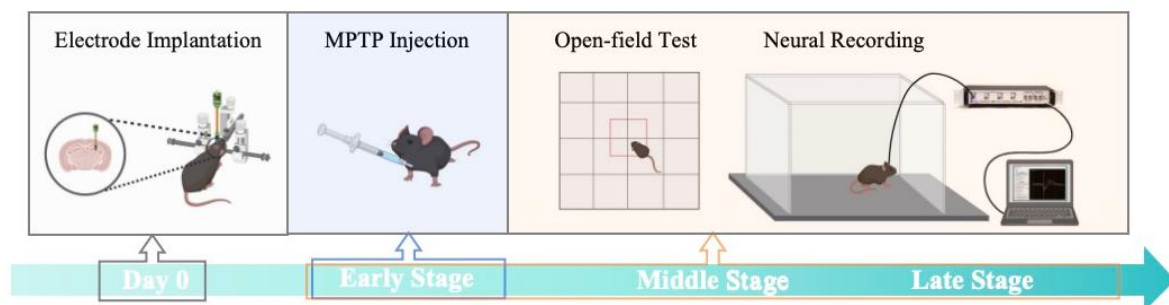 Electrode Implantation
MPTP Injection
Open-field Test
Neural Recording
Day 0
Early Stage
Middle Stage
Late Stage